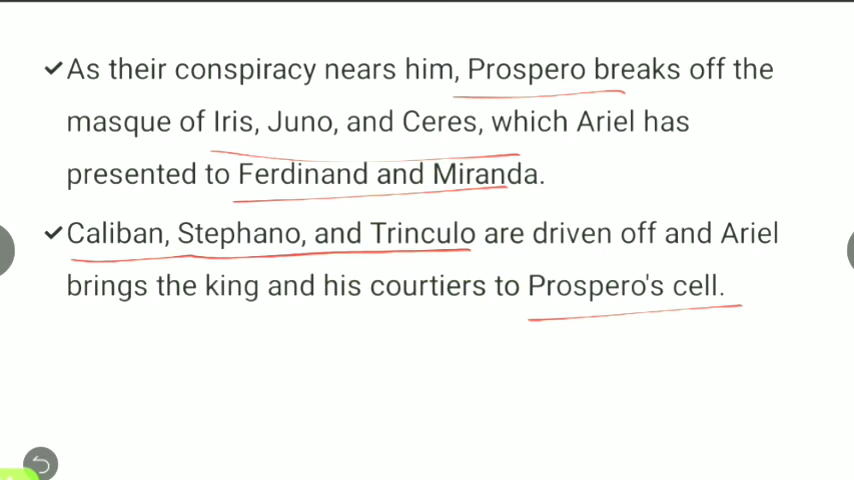 ✓As their conspiracy nears him, Prospero breaks off the
masque of Iris, Juno, and Ceres, which Ariel has
presented to Ferdinand and Miranda.
✓Caliban, Stephano, and Trinculo are driven off and Ariel
brings the king and his courtiers to Prospero's cell.